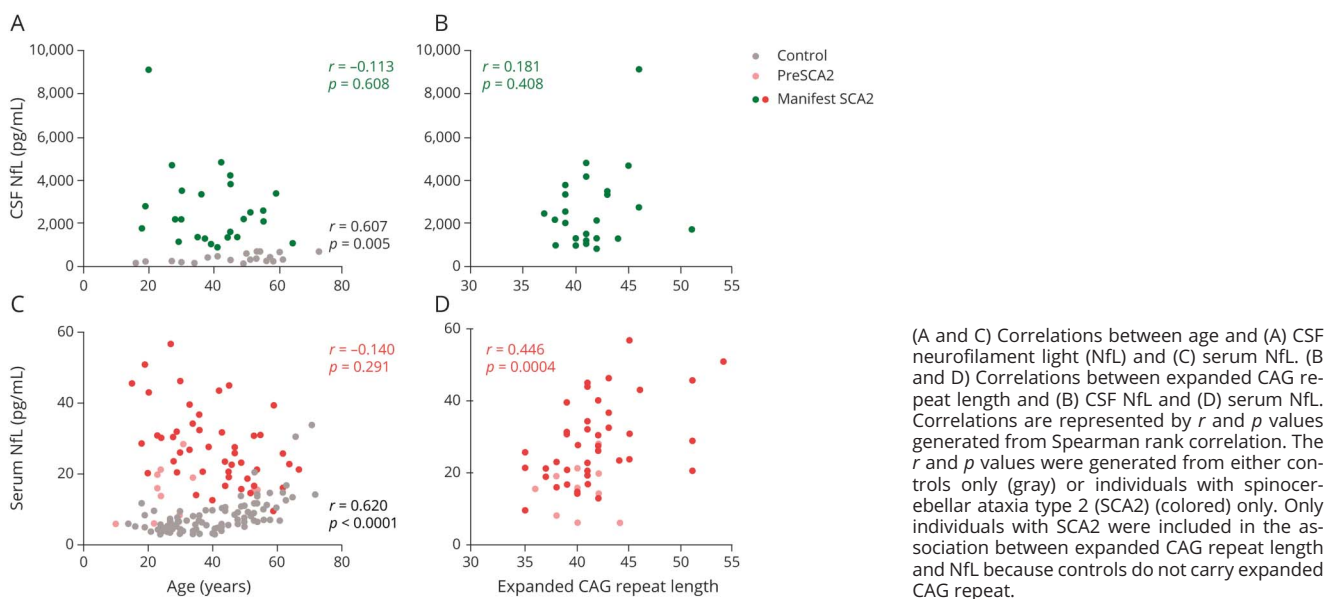 A
B
10,000
8,000
6,000
4,000
2,000
0
CSF NfL (pg/mL)
r = –0.113
p = 0.608
r = 0.607
p = 0.005
0
20
40
60
80
10,000
8,000
6,000
4,000
2,000
0
r = 0.181
p = 0.408
30
35
40
45
50
55
Control
PreSCA2
Manifest SCA2
C
D
60
40
20
0
Serum NfL (pg/mL)
r = –0.140
p = 0.291
r = 0.620
p < 0.0001
0
20
40
60
80
Age (years)
60
40
20
0
r = 0.446
p = 0.0004
30
35
40
45
50
55
Expanded CAG repeat length
(A and C) Correlations between age and (A) CSF
neurofilament light (NfL) and (C) serum NfL. (B
and D) Correlations between expanded CAG re-
peat length and (B) CSF NfL and (D) serum NfL.
Correlations are represented by r and p values
generated from Spearman rank correlation. The
r and p values were generated from either con-
trols only (gray) or individuals with spinocer-
ebellar ataxia type 2 (SCA2) (colored) only. Only
individuals with SCA2 were included in the as-
sociation between expanded CAG repeat length
and NfL because controls do not carry expanded
CAG repeat.